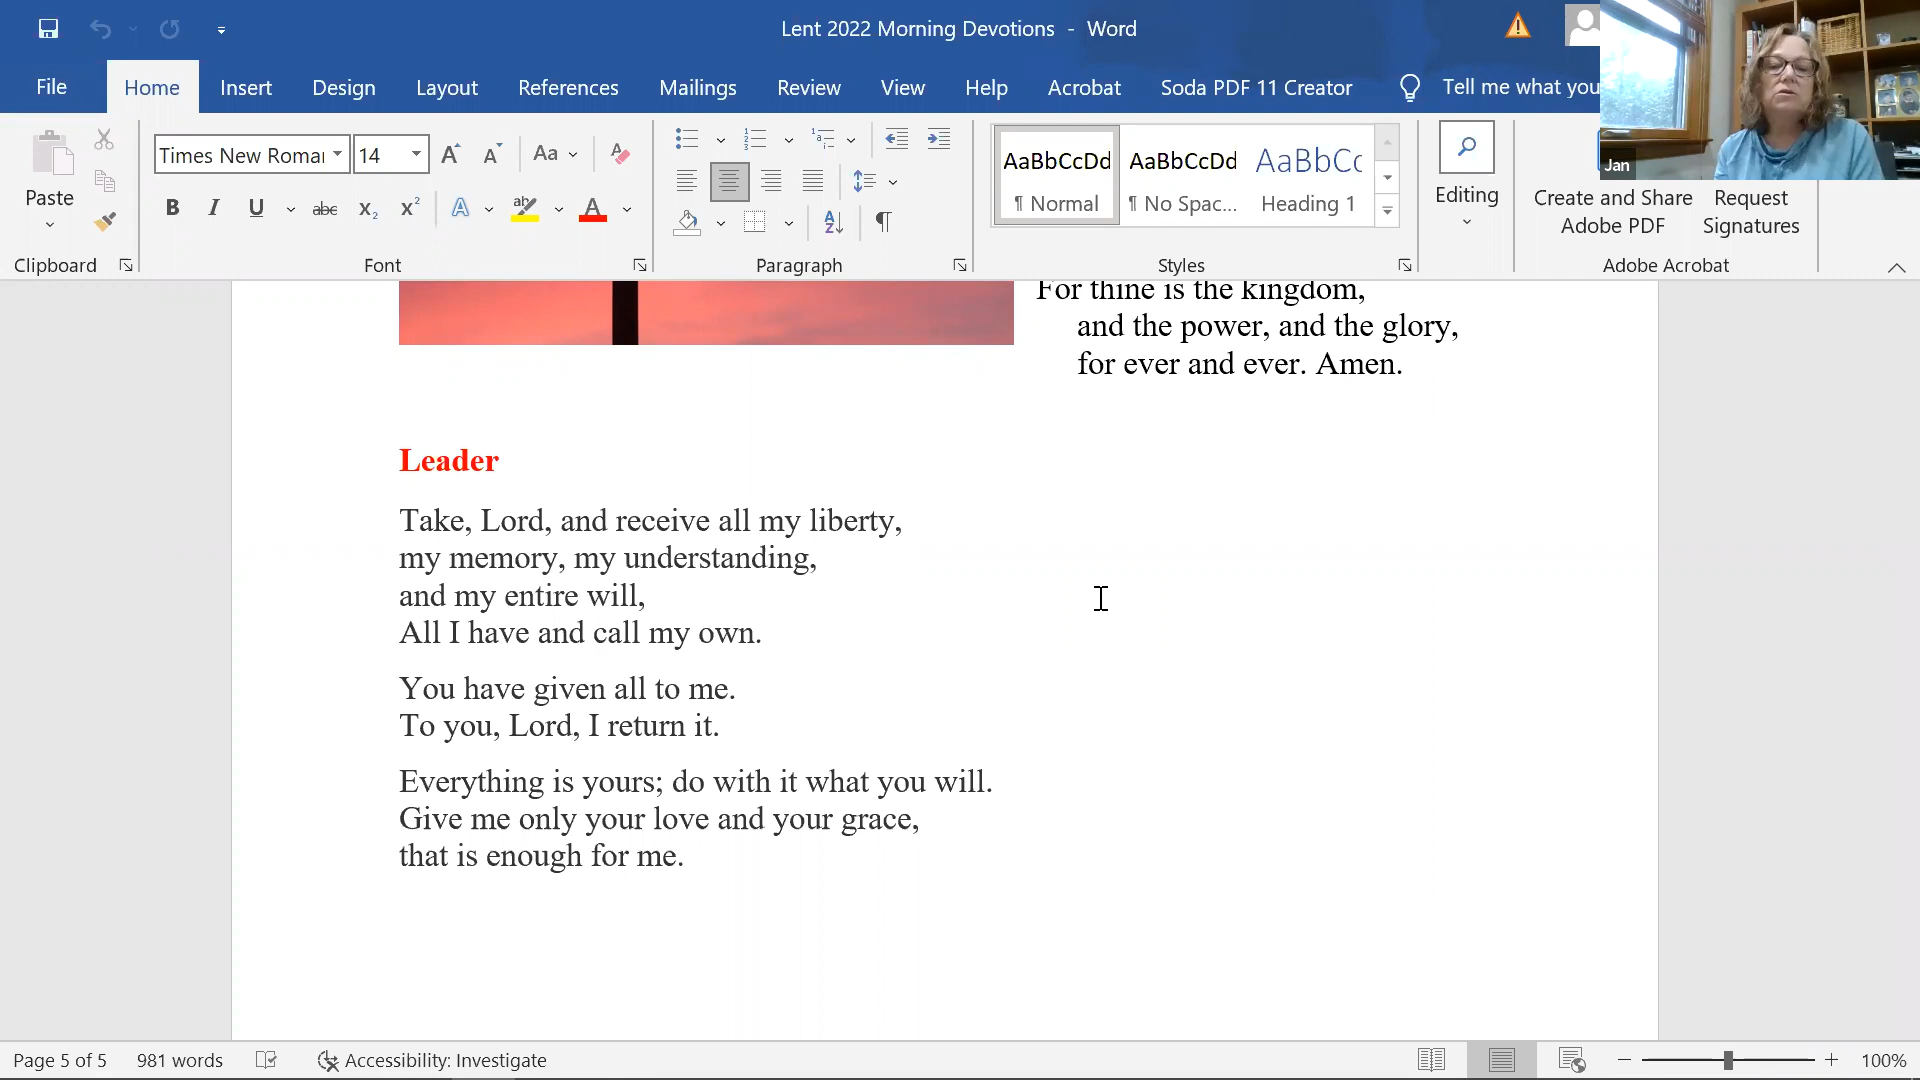 Lent 2022 Morning Devotions - Word
File Home Insert Design Layout References Mailings Review View Help Acrobat Soda PDF 11 Creator Tell me what you
Jan
Paste
Clipboard
Times New Roman 14
Aa
B I U abc X₂ X² A ab A
Font
A Z ¶
Paragraph
AaBbCcDd AaBbCcDd AaBbCc
¶ Normal ¶ No Spac... Heading 1
Styles
Editing
Create and Share Adobe PDF
Request Signatures
Adobe Acrobat
For thine is the kingdom,
and the power, and the glory,
for ever and ever. Amen.
Leader
Take, Lord, and receive all my liberty,
my memory, my understanding,
and my entire will,
All I have and call my own.
You have given all to me.
To you, Lord, I return it.
Everything is yours; do with it what you will.
Give me only your love and your grace,
that is enough for me.
Page 5 of 5 981 words Accessibility: Investigate 100%